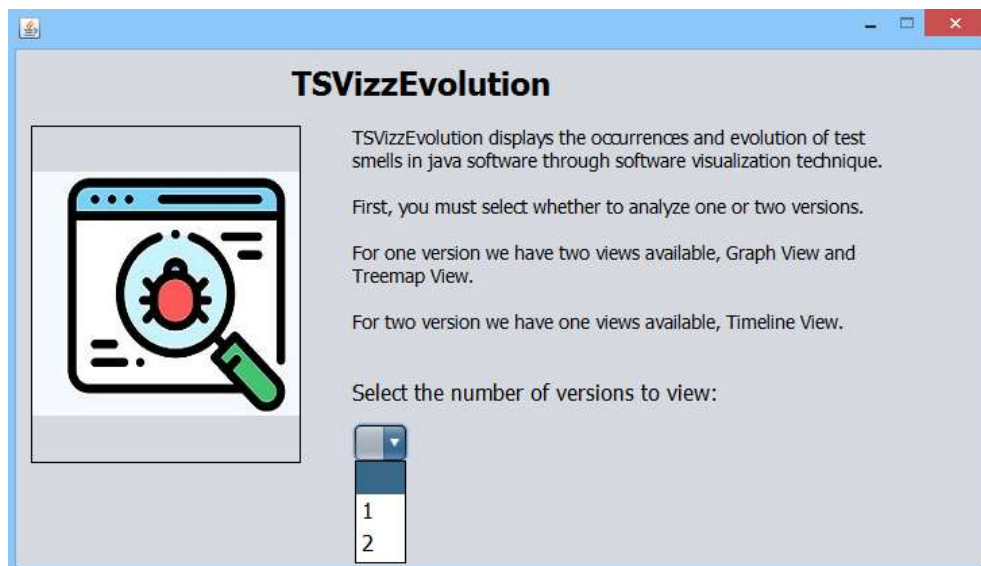 TSVizzEvolution
TSVizzEvolution displays the occurrences and evolution of test
smells in java software through software visualization technique.
First, you must select whether to analyze one or two versions.
For one version we have two views available, Graph View and
Treemap View.
For two version we have one views available, Timeline View.
Select the number of versions to view:
1
2